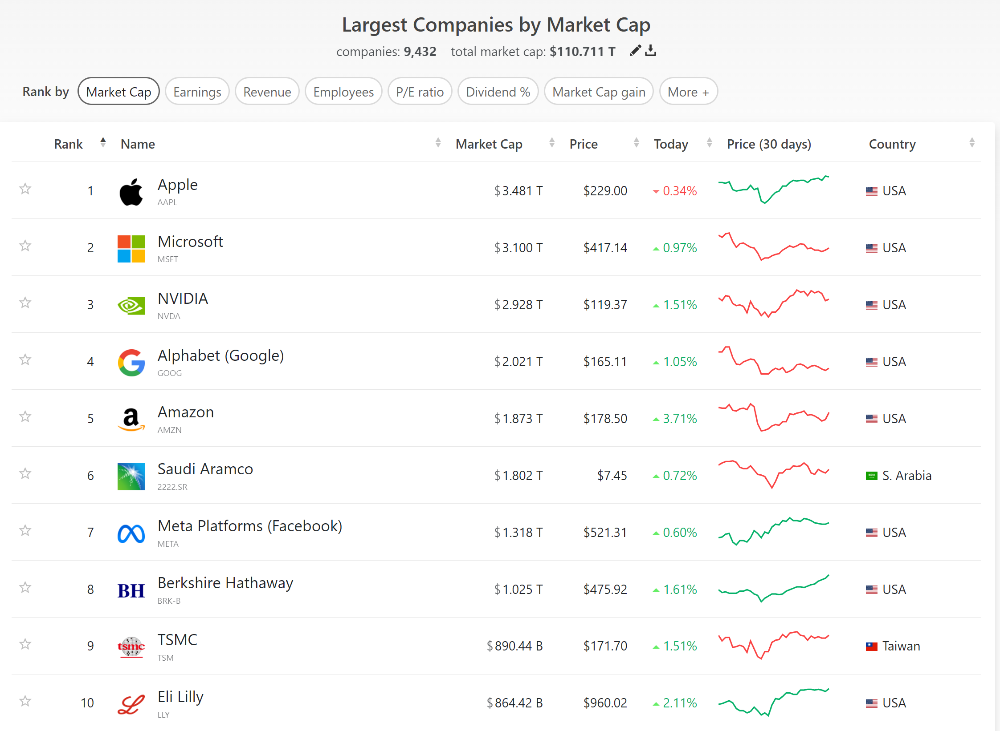 Largest Companies by Market Cap
companies: 9,432 total market cap: $110.711 T
Rank by Market Cap Earnings Revenue Employees P/E ratio Dividend % Market Cap gain More +
Rank Name Market Cap Price Today Price (30 days) Country
1 Apple $3.481 T $229.00 0.34% USA
AAPL
2 Microsoft $3.100 T $417.14 0.97% USA
MSFT
3 NVIDIA $2.928 T $119.37 1.51% USA
NVDA
4 Alphabet (Google) $2.021 T $165.11 1.05% USA
GOOG
5 a Amazon $1.873 T $178.50 3.71% USA
AMZN
6 Saudi Aramco $1.802 T $7.45 0.72% S. Arabia
2222.SR
7 Meta Platforms (Facebook) $1.318 T $521.31 0.60% USA
META
8 BH Berkshire Hathaway $1.025 T $475.92 1.61% USA
BRK-B
9 tsmc TSMC $890.44 B $171.70 1.51% Taiwan
TSM
10 Eli Lilly $864.42 B $960.02 2.11% USA
LLY